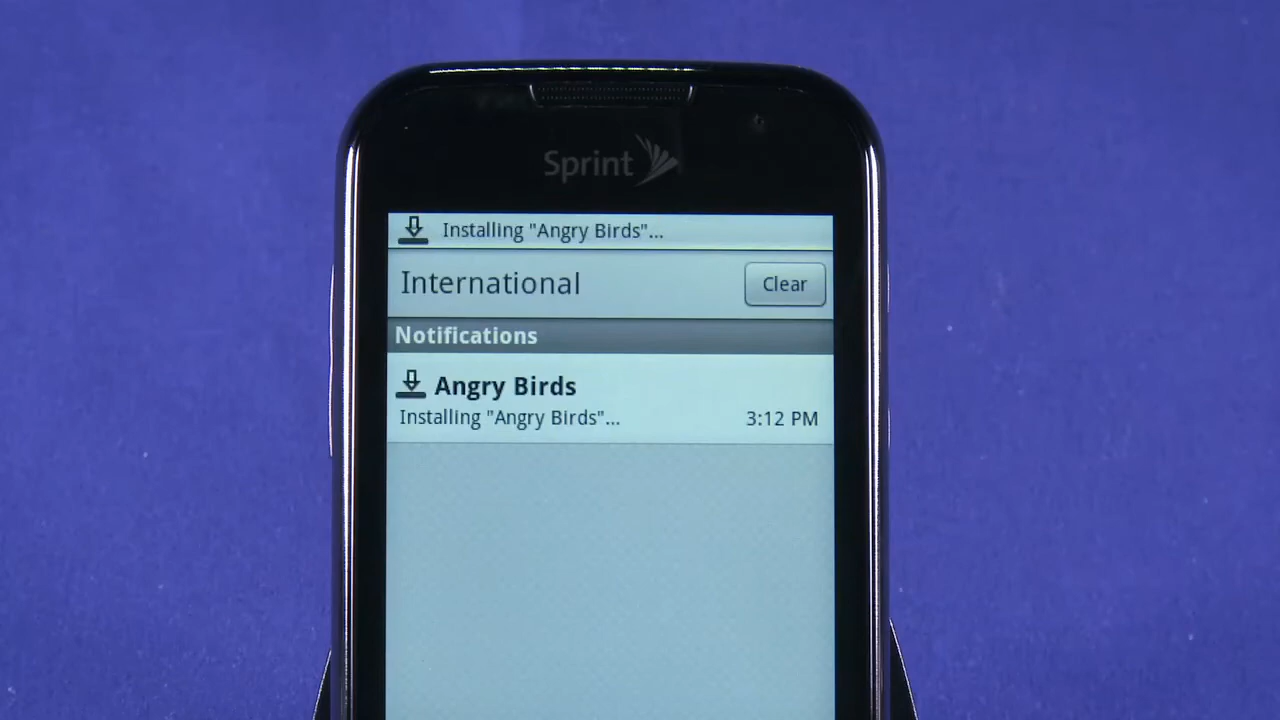 Sprint
Installing "Angry Birds"...
International
Clear
Notifications
Angry Birds
Installing "Angry Birds"...
3:12 PM